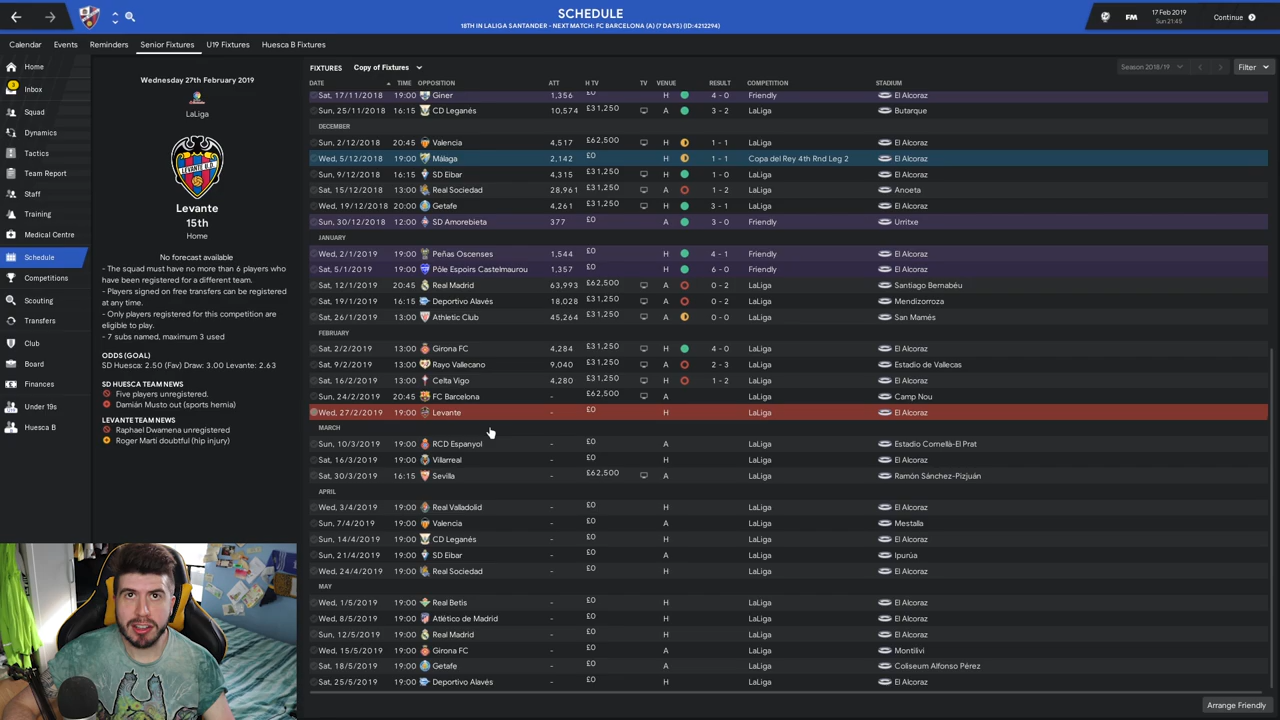 SCHEDULE
18TH IN LALIGA SANTANDER - NEXT MATCH: FC BARCELONA (A) (7 DAYS) (ID:4212294)
FM
17 Feb 2019
Sun 21:45
Continue
Calendar Events Reminders Senior Fixtures U19 Fixtures Huesca B Fixtures
Home
Inbox
Squad
Dynamics
Tactics
Team Report
Staff
Training
Medical Centre
Schedule
Competitions
Scouting
Transfers
Club
Board
Finances
Under 19s
Huesca B
Wednesday 27th February 2019
LaLiga
LEVANTE U.D.
Levante
15th
Home
No forecast available
- The squad must have no more than 6 players who
have been registered for a different team.
- Players signed on free transfers can be registered
at any time.
- Only players registered for this competition are
eligible to play.
- 7 subs named, maximum 3 used
ODDS (GOAL)
SD Huesca: 2.50 (Fav) Draw: 3.00 Levante: 2.63
SD HUESCA TEAM NEWS
Five players unregistered.
Damián Musto out (sports hernia)
LEVANTE TEAM NEWS
Raphael Dwamena unregistered
Roger Martí doubtful (hip injury)
FIXTURES Copy of Fixtures Season 2018/19 Filter
DATE TIME OPPOSITION ATT H TV TV VENUE RESULT COMPETITION STADIUM
Sat, 17/11/2018 19:00 Giner 1,356 £0 H 4 - 0 Friendly El Alcoraz
Sun, 25/11/2018 16:15 CD Leganés 10,574 £31,250 A 3 - 2 LaLiga Butarque
DECEMBER
Sun, 2/12/2018 20:45 Valencia 4,517 £62,500 H 1 - 1 LaLiga El Alcoraz
Wed, 5/12/2018 19:00 Málaga 2,142 £0 H 1 - 1 Copa del Rey 4th Rnd Leg 2 El Alcoraz
Sun, 9/12/2018 16:15 SD Eibar 4,315 £31,250 H 1 - 0 LaLiga El Alcoraz
Sat, 15/12/2018 13:00 Real Sociedad 28,961 £31,250 A 1 - 2 LaLiga Anoeta
Wed, 19/12/2018 20:00 Getafe 4,261 £31,250 H 3 - 1 LaLiga El Alcoraz
Sun, 30/12/2018 12:00 SD Amorebieta 377 £0 A 3 - 0 Friendly Urritxe
JANUARY
Wed, 2/1/2019 19:00 Peñas Oscenses 1,544 £0 H 4 - 1 Friendly El Alcoraz
Sat, 5/1/2019 19:00 Pôle Espoirs Castelmaurou 1,357 £0 H 6 - 0 Friendly El Alcoraz
Sat, 12/1/2019 20:45 Real Madrid 63,993 £62,500 A 0 - 2 LaLiga Santiago Bernabéu
Sat, 19/1/2019 16:15 Deportivo Alavés 18,028 £31,250 A 0 - 2 LaLiga Mendizorroza
Sat, 26/1/2019 13:00 Athletic Club 45,264 £31,250 A 0 - 0 LaLiga San Mamés
FEBRUARY
Sat, 2/2/2019 13:00 Girona FC 4,284 £31,250 H 4 - 0 LaLiga El Alcoraz
Sat, 9/2/2019 13:00 Rayo Vallecano 9,040 £31,250 A 2 - 3 LaLiga Estadio de Vallecas
Sat, 16/2/2019 13:00 Celta Vigo 4,280 £31,250 H 1 - 2 LaLiga El Alcoraz
Sun, 24/2/2019 20:45 FC Barcelona - £62,500 A LaLiga Camp Nou
Wed, 27/2/2019 19:00 Levante - £0 H LaLiga El Alcoraz
MARCH
Sun, 10/3/2019 19:00 RCD Espanyol - £0 A LaLiga Estadio Cornellà-El Prat
Sat, 16/3/2019 19:00 Villarreal - £0 H LaLiga El Alcoraz
Sat, 30/3/2019 16:15 Sevilla - £62,500 A LaLiga Ramón Sánchez-Pizjuán
APRIL
Wed, 3/4/2019 19:00 Real Valladolid - £0 H LaLiga El Alcoraz
Sun, 7/4/2019 19:00 Valencia - £0 A LaLiga Mestalla
Sun, 14/4/2019 19:00 CD Leganés - £0 H LaLiga El Alcoraz
Sun, 21/4/2019 19:00 SD Eibar - £0 A LaLiga Ipurúa
Wed, 24/4/2019 19:00 Real Sociedad - £0 H LaLiga El Alcoraz
MAY
Wed, 1/5/2019 19:00 Real Betis - £0 H LaLiga El Alcoraz
Wed, 8/5/2019 19:00 Atlético de Madrid - £0 H LaLiga El Alcoraz
Sun, 12/5/2019 19:00 Real Madrid - £0 H LaLiga El Alcoraz
Wed, 15/5/2019 19:00 Girona FC - £0 A LaLiga Montilivi
Sat, 18/5/2019 19:00 Getafe - £0 A LaLiga Coliseum Alfonso Pérez
Sat, 25/5/2019 19:00 Deportivo Alavés - £0 H LaLiga El Alcoraz
Arrange Friendly